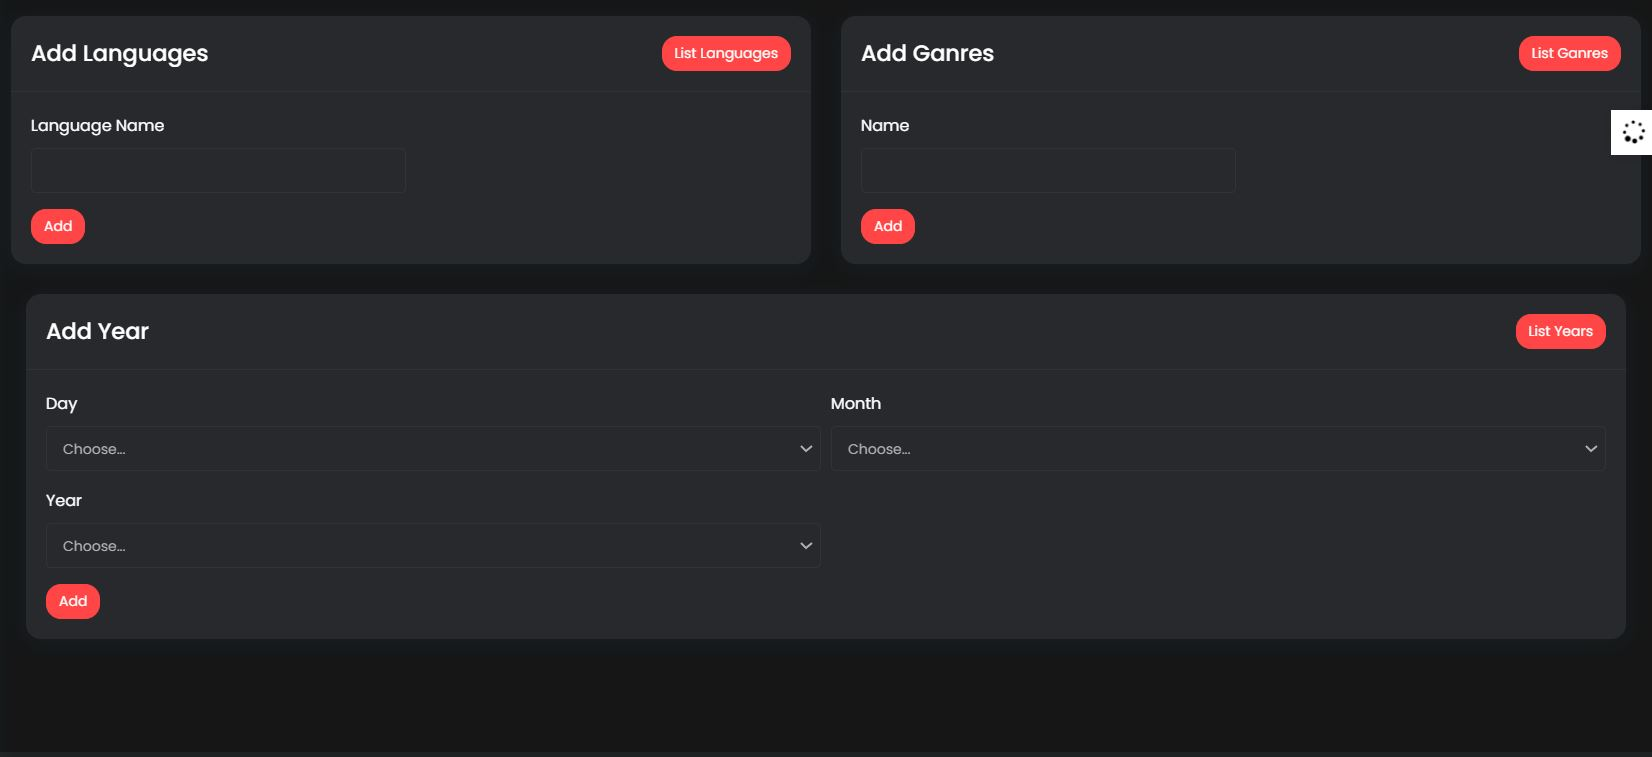 Add Languages
List Languages
Language Name
Add
Add Ganres
List Ganres
Name
Add
Add Year
List Years
Day
Month
Choose...
Choose...
Year
Choose...
Add